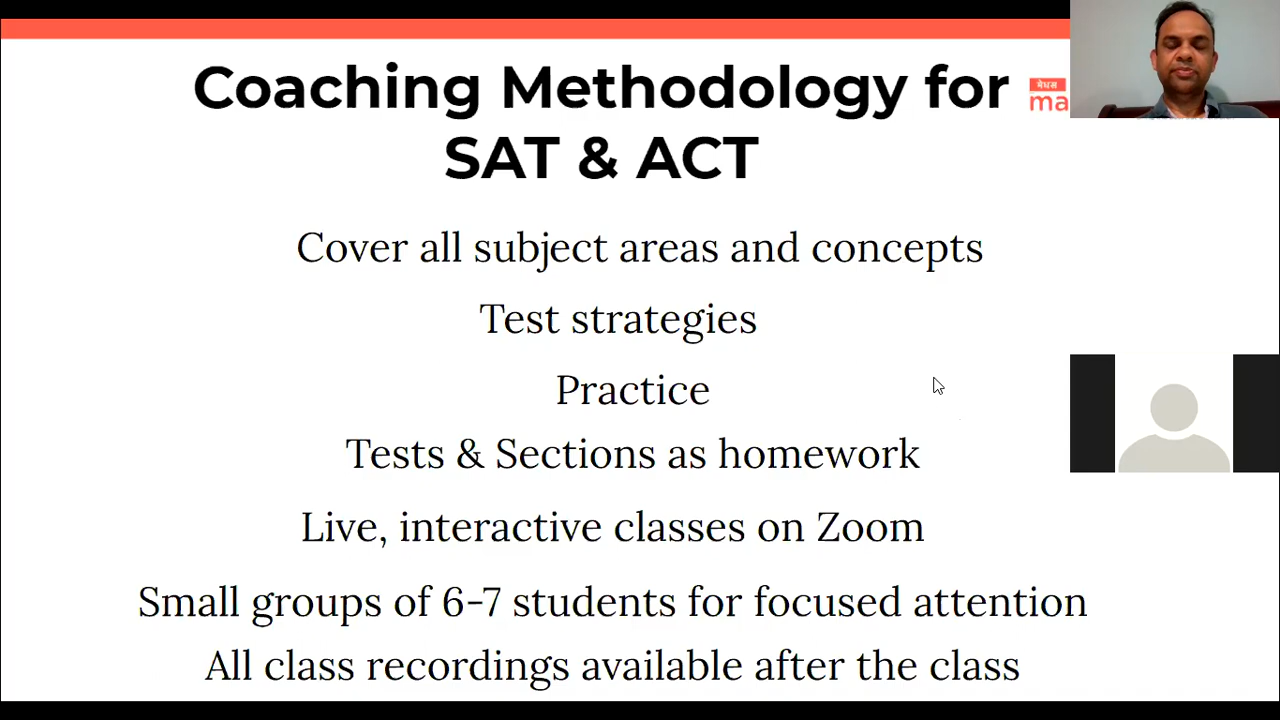 Coaching Methodology for
SAT & ACT
मेधस
ma
Cover all subject areas and concepts
Test strategies
Practice
Tests & Sections as homework
Live, interactive classes on Zoom
Small groups of 6-7 students for focused attention
All class recordings available after the class